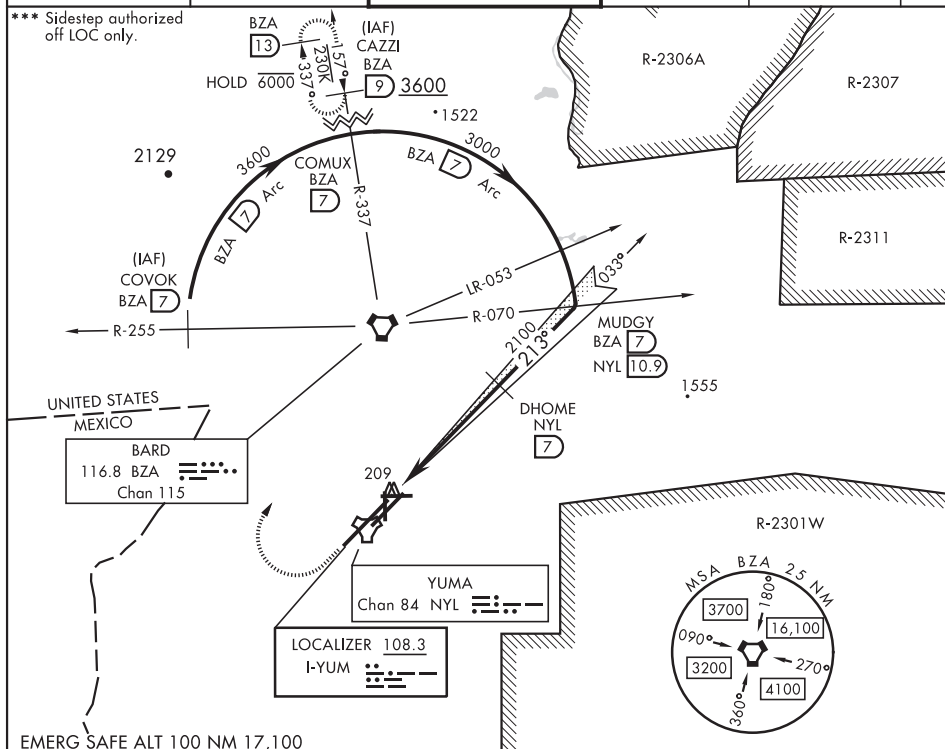 *** Sidestep authorized
off LOC only.
BZA
13
HOLD 6000
337°
230K
157°
(IAF)
CAZZI
BZA
9 3600
1522
2129
3600
BZA 7 Arc
COMUX
BZA
7
R-337
3000
BZA 7 Arc
R-2306A
R-2307
R-2311
(IAF)
COVOK
BZA 7
R-255
LR-053
R-070
033°
2100
213°
MUDGY
BZA 7
NYL 10.9
1555
DHOME
NYL
7
UNITED STATES
MEXICO
BARD
116.8 BZA
Chan 115
209
YUMA
Chan 84 NYL
LOCALIZER 108.3
I-YUM
R-2301W
MSA BZA 25 NM
180°
3700
16,100
090°
270°
3200
4100
360°
EMERG SAFE ALT 100 NM 17,100